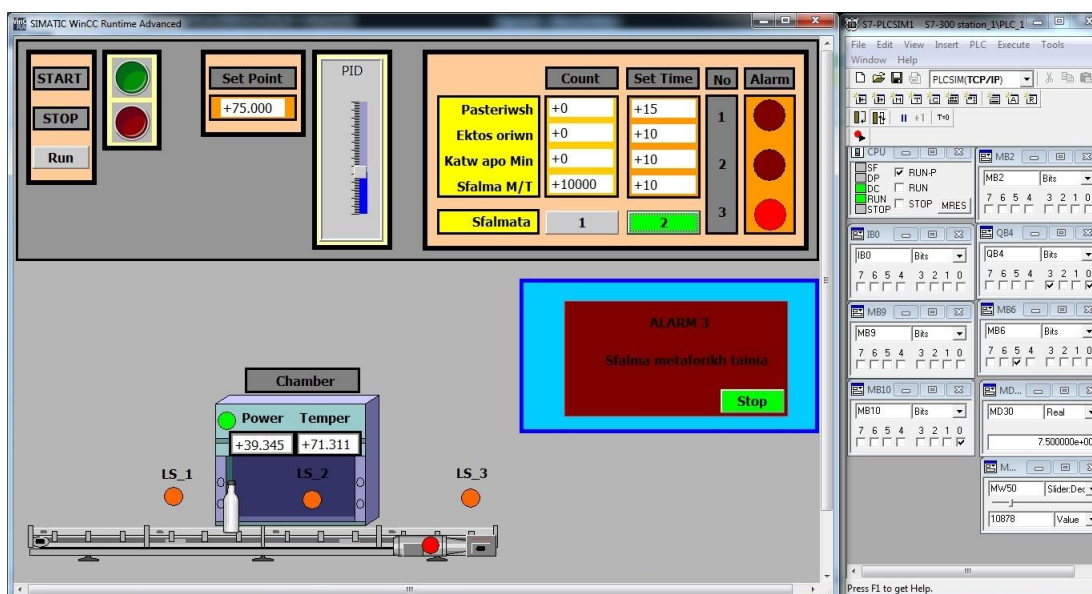 SIMATIC WinCC Runtime Advanced
START
STOP
Run
Set Point
+75.000
PID
Count
Set Time
No
Alarm
Pasteriwsh
+0
+15
1
Ektos oriwn
+0
+10
Katw apo Min
+0
+10
2
Sfalma M/T
+10000
+10
3
Sfalmata
1
2
ALARM 3
Sfalma metaforikh tainia
Stop
Chamber
Power
Temper
+39.345
+71.311
LS_1
LS_2
LS_3
S7-PLCSIM1 S7-300 station_1\PLC_1
File Edit View Insert PLC Execute Tools
Window Help
PLCSIM(TCP/IP)
+1 T=0
CPU
SF
DP
DC
RUN
STOP
RUN-P
RUN
STOP
MRES
MB2
MB2
Bits
7 6 5 4 3 2 1 0
IB0
IB0
Bits
7 6 5 4 3 2 1 0
QB4
QB4
Bits
7 6 5 4 3 2 1 0
MB9
MB9
Bits
7 6 5 4 3 2 1 0
MB6
MB6
Bits
7 6 5 4 3 2 1 0
MB10
MB10
Bits
7 6 5 4 3 2 1 0
MD...
MD30
Real
7.500000e+00
M...
MW50
Slider:Dec
10878
Value
Press F1 to get Help.